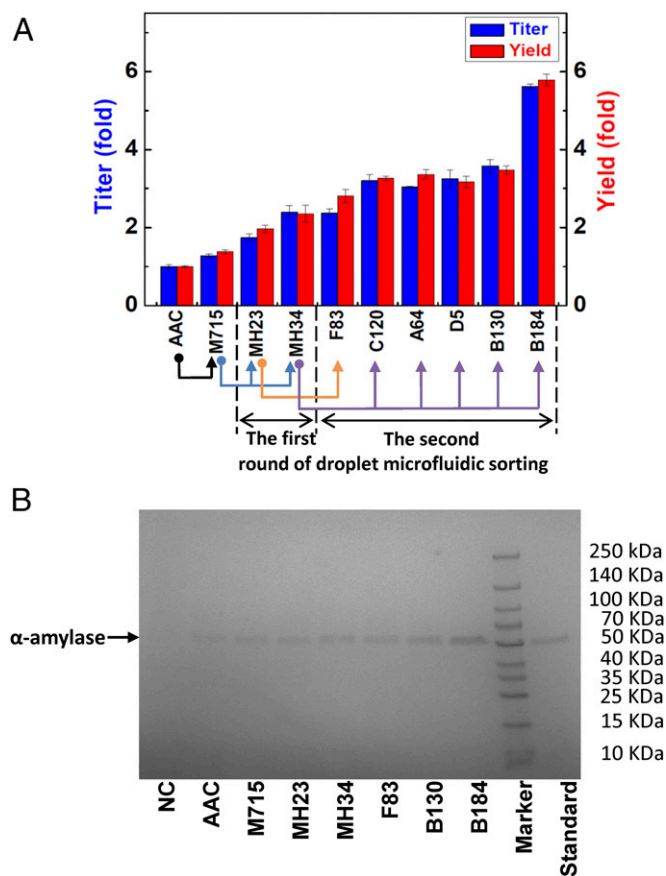 A
Titer
Yield
Titer (fold)
6
4
2
0
6
4
2
0
Yield (fold)
AAC
M715
MH23
MH34
F83
C120
A64
D5
B130
B184
The first The second
round of droplet microfluidic sorting
B
α-amylase
250 kDa
140 KDa
100 KDa
70 KDa
50 KDa
40 KDa
35 KDa
25 KDa
15 KDa
10 KDa
NC
AAC
M715
MH23
MH34
F83
B130
B184
Marker
Standard